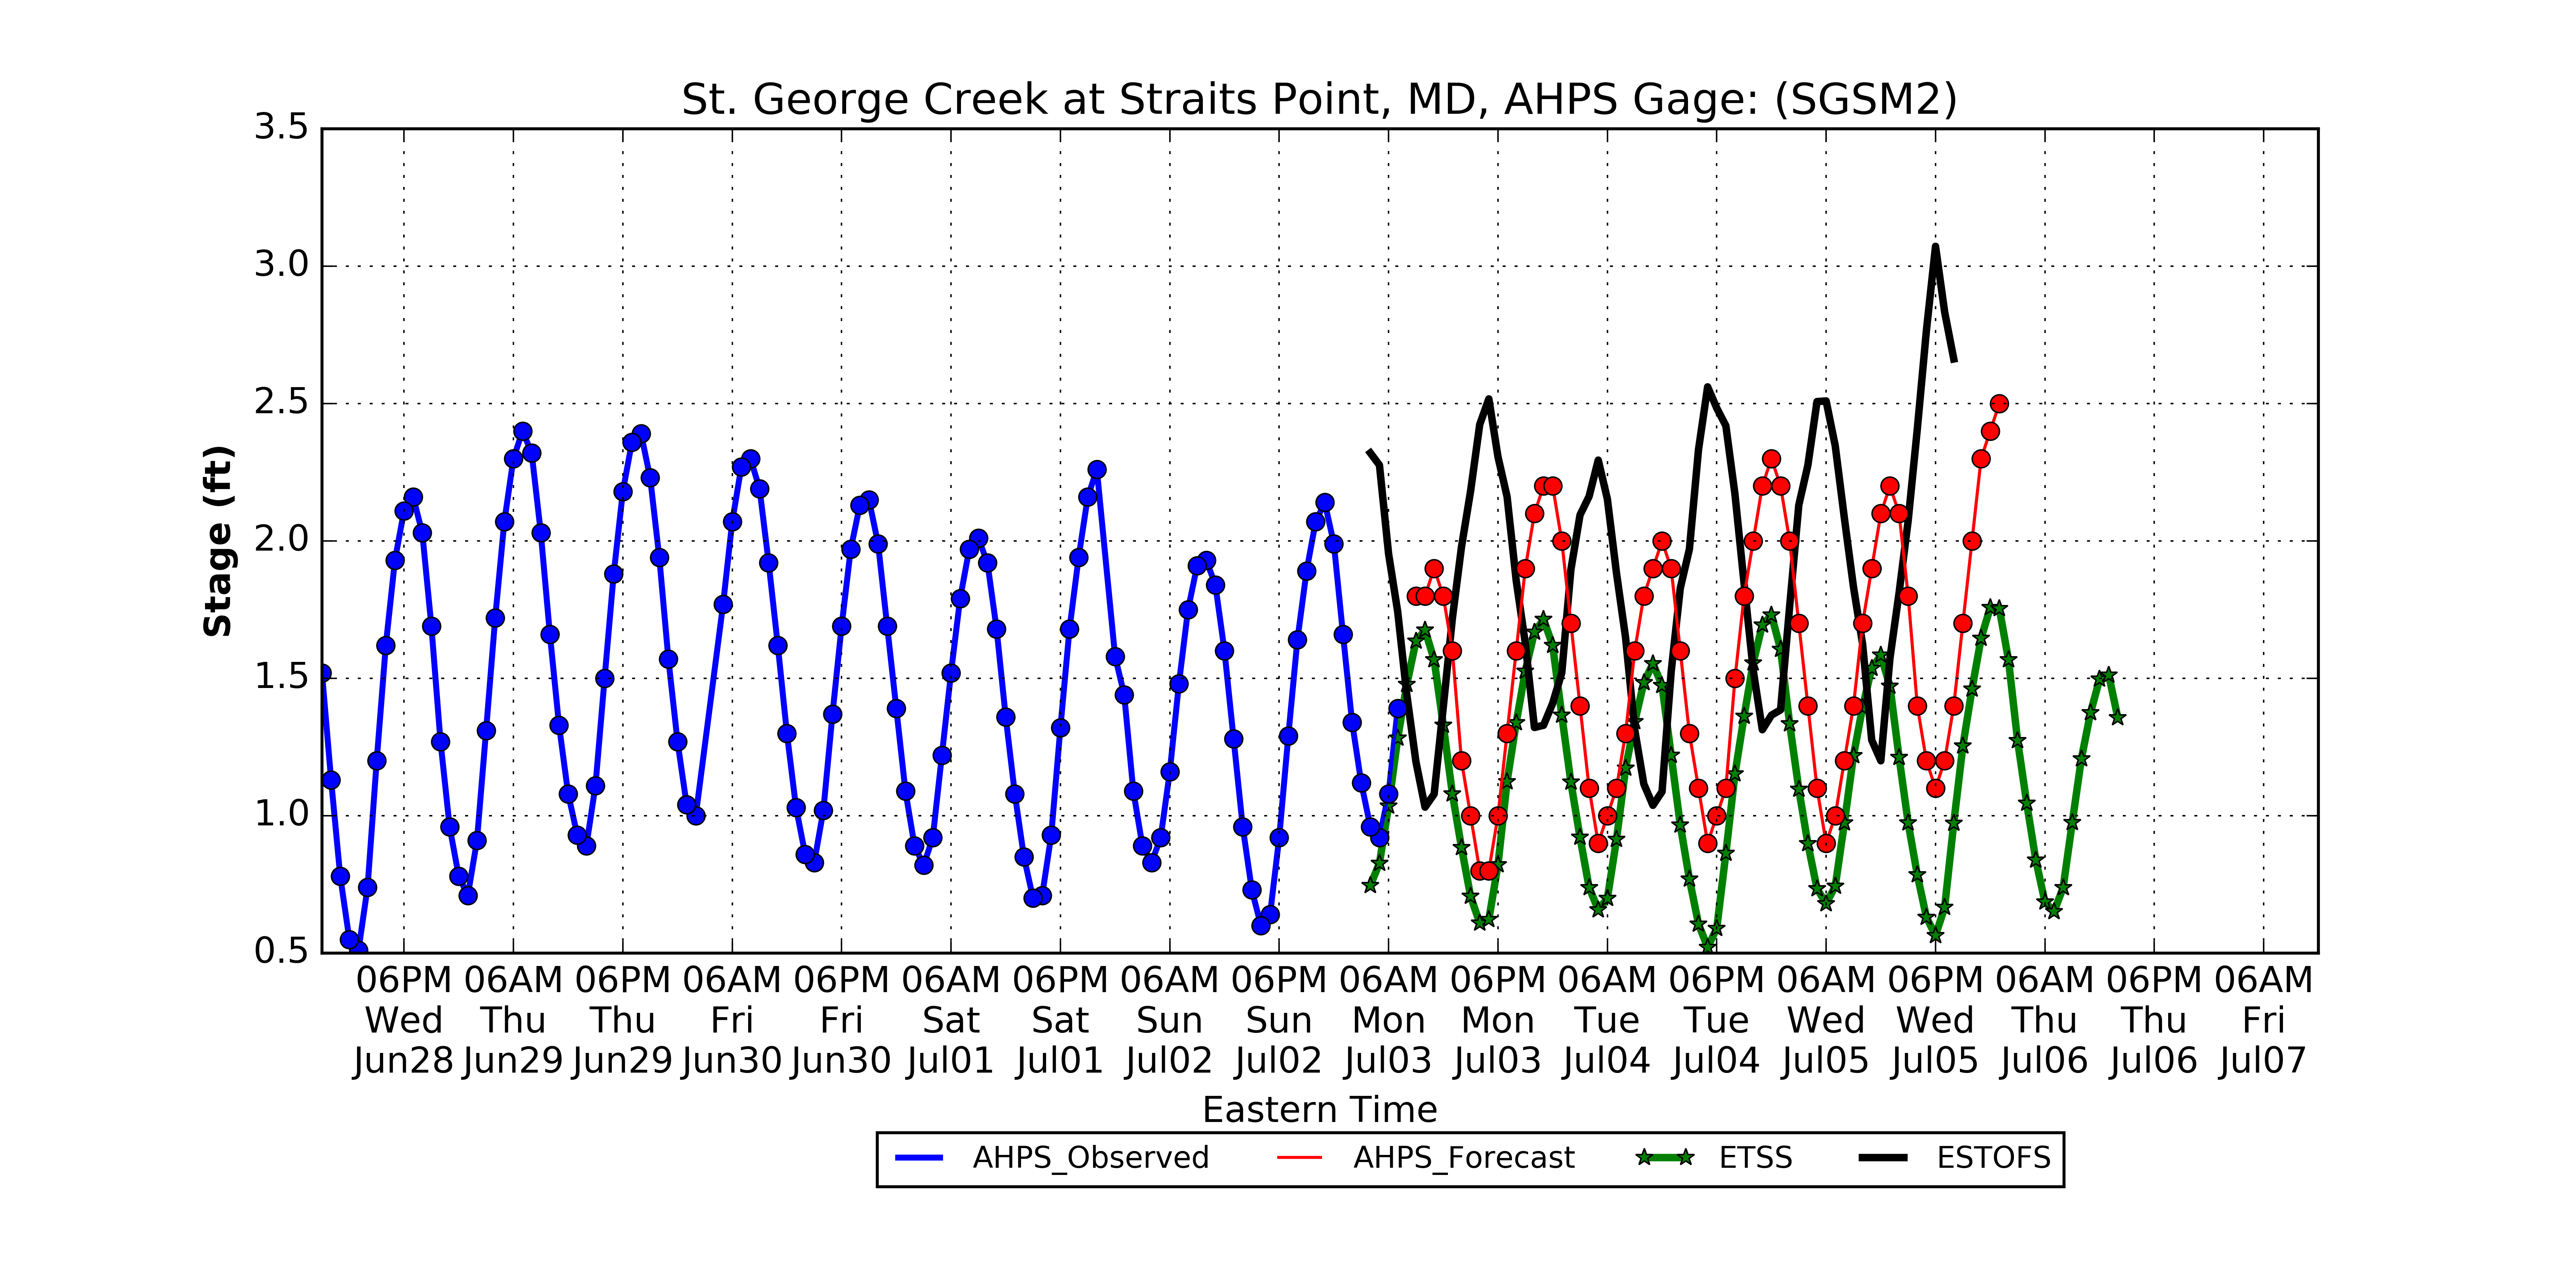 St. George Creek at Straits Point, MD, AHPS Gage: (SGSM2)
3.5
3.0
2.5
2.0
1.5
1.0
0.5
Stage (ft)
06PM 06AM 06PM 06AM 06PM 06AM 06PM 06AM 06PM 06AM 06PM 06AM 06PM 06AM 06PM 06AM 06PM 06AM
Wed Thu Thu Fri Fri Sat Sat Sun Sun Mon Mon Tue Tue Wed Wed Thu Thu Fri
Jun28 Jun29 Jun29 Jun30 Jun30 Jul01 Jul01 Jul02 Jul02 Jul03 Jul03 Jul04 Jul04 Jul05 Jul05 Jul06 Jul06 Jul07
Eastern Time
AHPS_Observed AHPS_Forecast ETSS ESTOFS